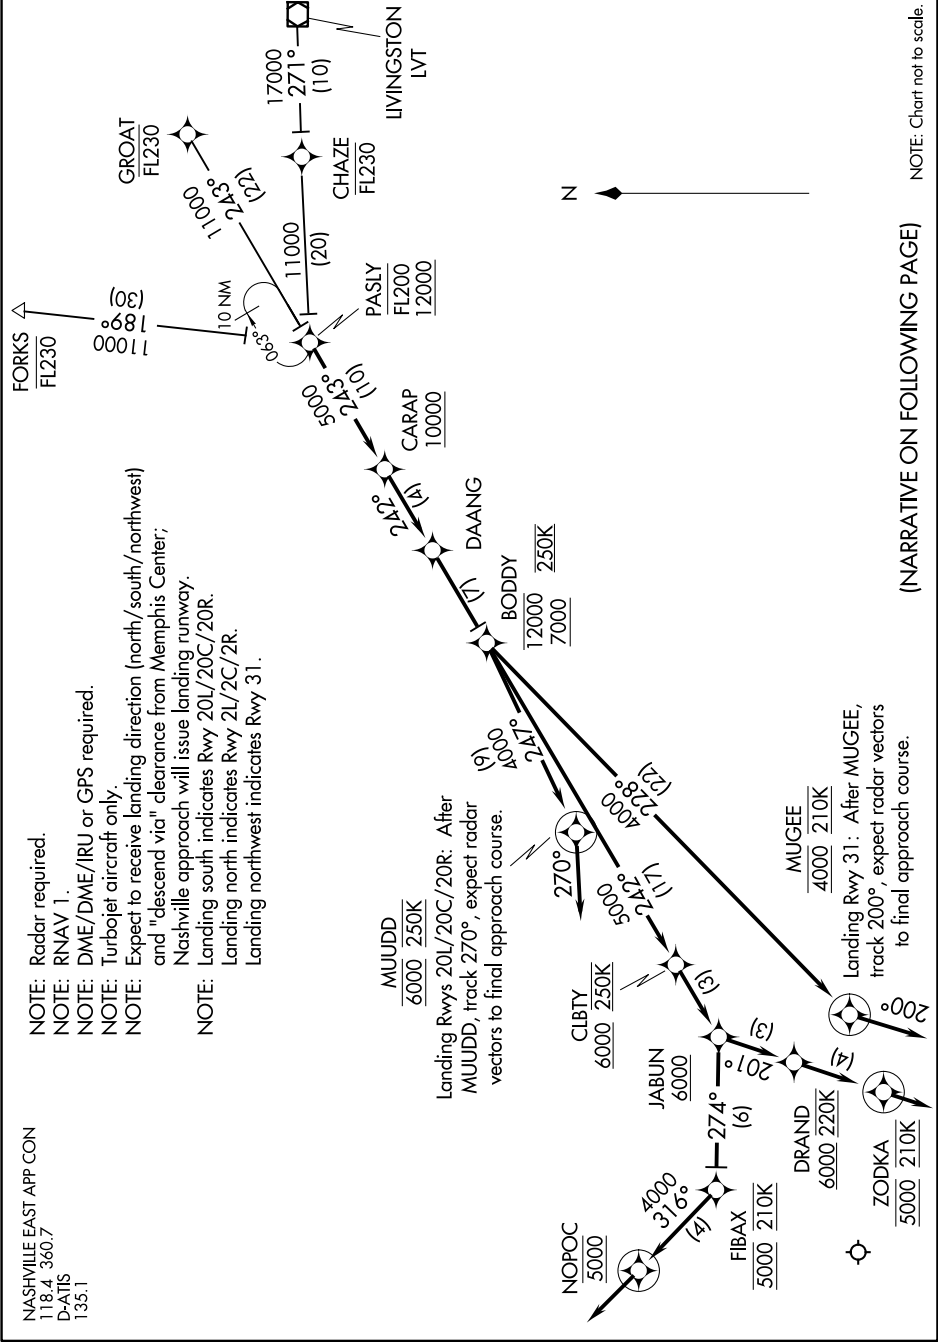 NASHVILLE EAST APP CON
118.4 360.7
D-ATIS
135.1
NOTE: Radar required.
NOTE: RNAV 1.
NOTE: DME/DME/IRU or GPS required.
NOTE: Turbojet aircraft only.
NOTE: Expect to receive landing direction (north/south/northwest)
and "descend via" clearance from Memphis Center;
Nashville approach will issue landing runway.
NOTE: Landing south indicates Rwy 20L/20C/20R.
Landing north indicates Rwy 2L/2C/2R.
Landing northwest indicates Rwy 31.
FORKS
FL230
11000
189°
(30)
GROAT
FL230
11000
243°
(22)
LIVINGSTON
LVT
17000
271°
(10)
CHAZE
FL230
11000
(20)
10 NM
063°
PASLY
FL200
12000
5000
243°
(10)
CARAP
10000
242°
(4)
DAANG
(7)
BODDY
12000 250K
7000
N
(9)
4000
247°
MUUDD
6000 250K
Landing Rwys 20L/20C/20R: After
MUUDD, track 270°, expect radar
vectors to final approach course.
270°
5000
242°
(17)
4000
228°
(22)
CLBTY
6000 250K
(3)
JABUN
6000
274°
(6)
(3)
201°
DRAND
6000 220K
(4)
ZODKA
5000 210K
FIBAX
5000 210K
4000
316°
(4)
NOPOC
5000
MUGEE
4000 210K
Landing Rwy 31: After MUGEE,
track 200°, expect radar vectors
to final approach course.
200°
(NARRATIVE ON FOLLOWING PAGE)
NOTE: Chart not to scale.